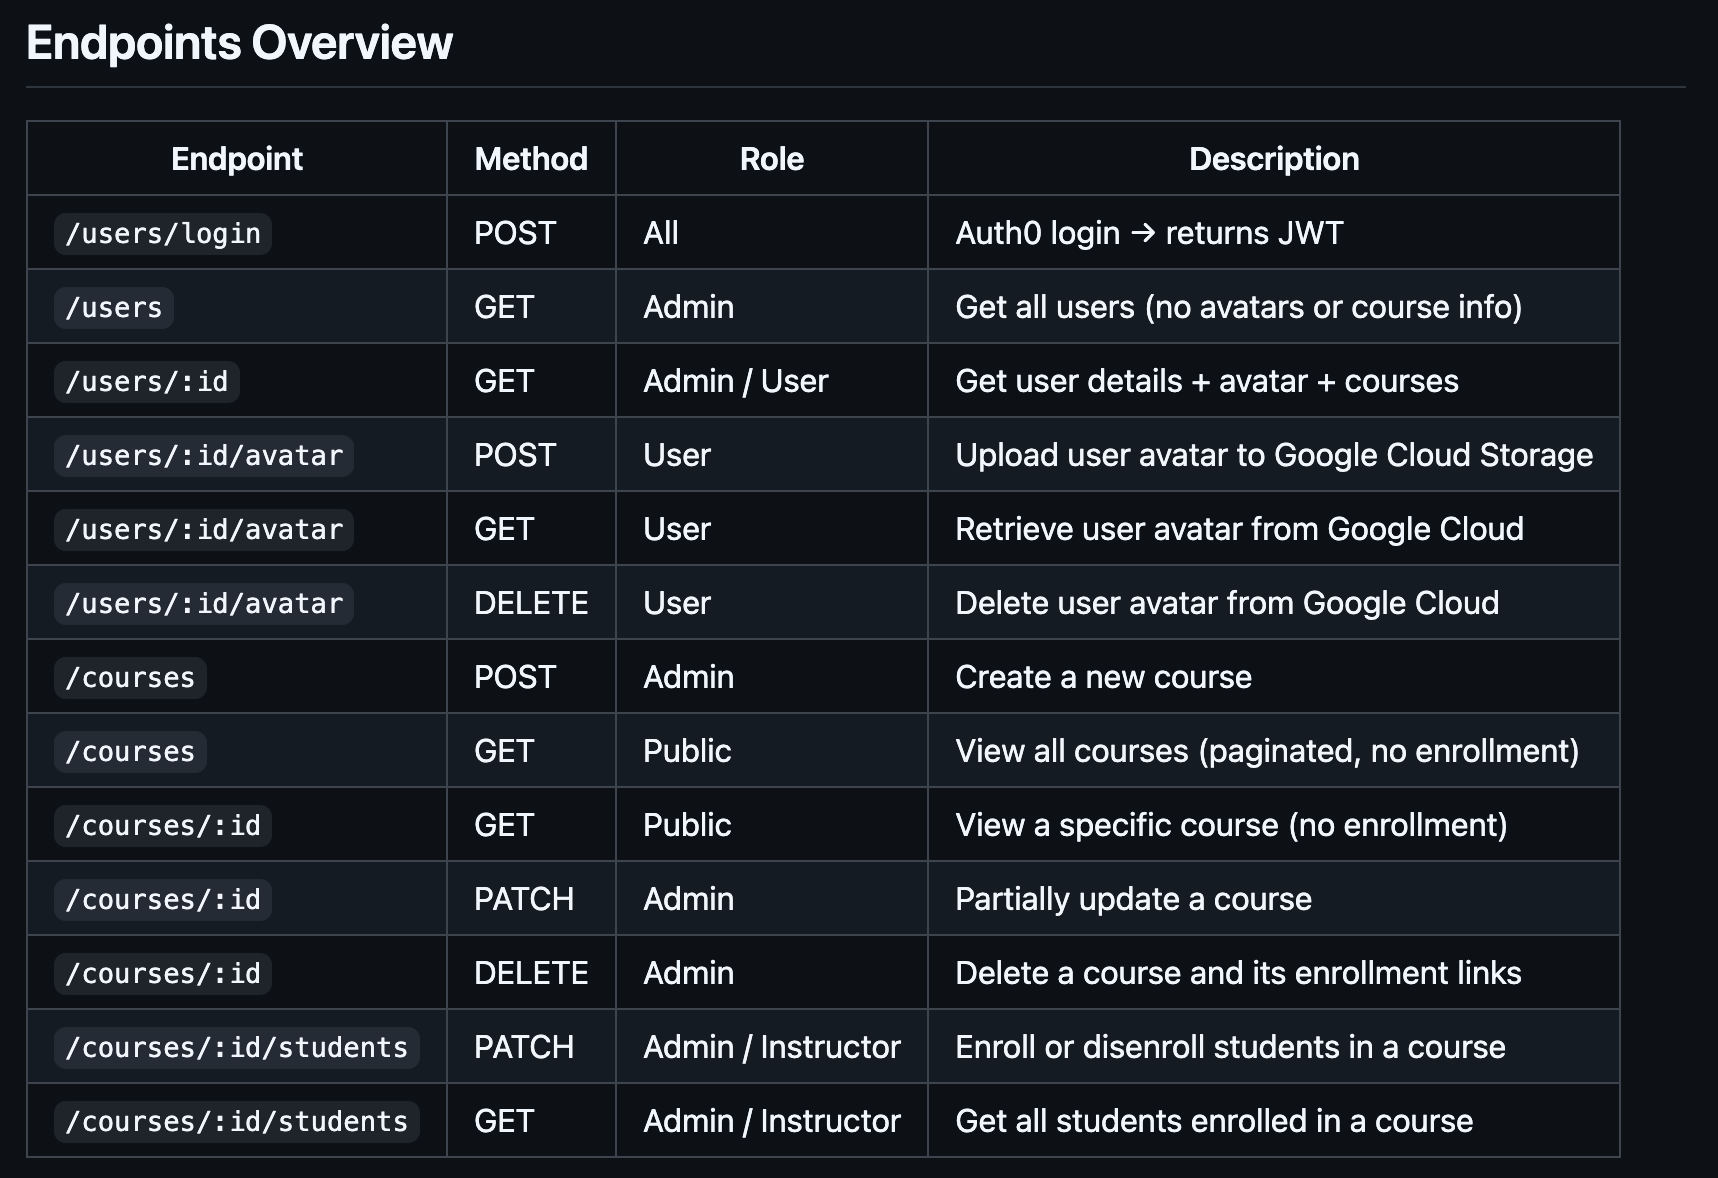 Endpoints Overview
Endpoint Method Role Description
/users/login POST All Auth0 login → returns JWT
/users GET Admin Get all users (no avatars or course info)
/users/:id GET Admin / User Get user details + avatar + courses
/users/:id/avatar POST User Upload user avatar to Google Cloud Storage
/users/:id/avatar GET User Retrieve user avatar from Google Cloud
/users/:id/avatar DELETE User Delete user avatar from Google Cloud
/courses POST Admin Create a new course
/courses GET Public View all courses (paginated, no enrollment)
/courses/:id GET Public View a specific course (no enrollment)
/courses/:id PATCH Admin Partially update a course
/courses/:id DELETE Admin Delete a course and its enrollment links
/courses/:id/students PATCH Admin / Instructor Enroll or disenroll students in a course
/courses/:id/students GET Admin / Instructor Get all students enrolled in a course